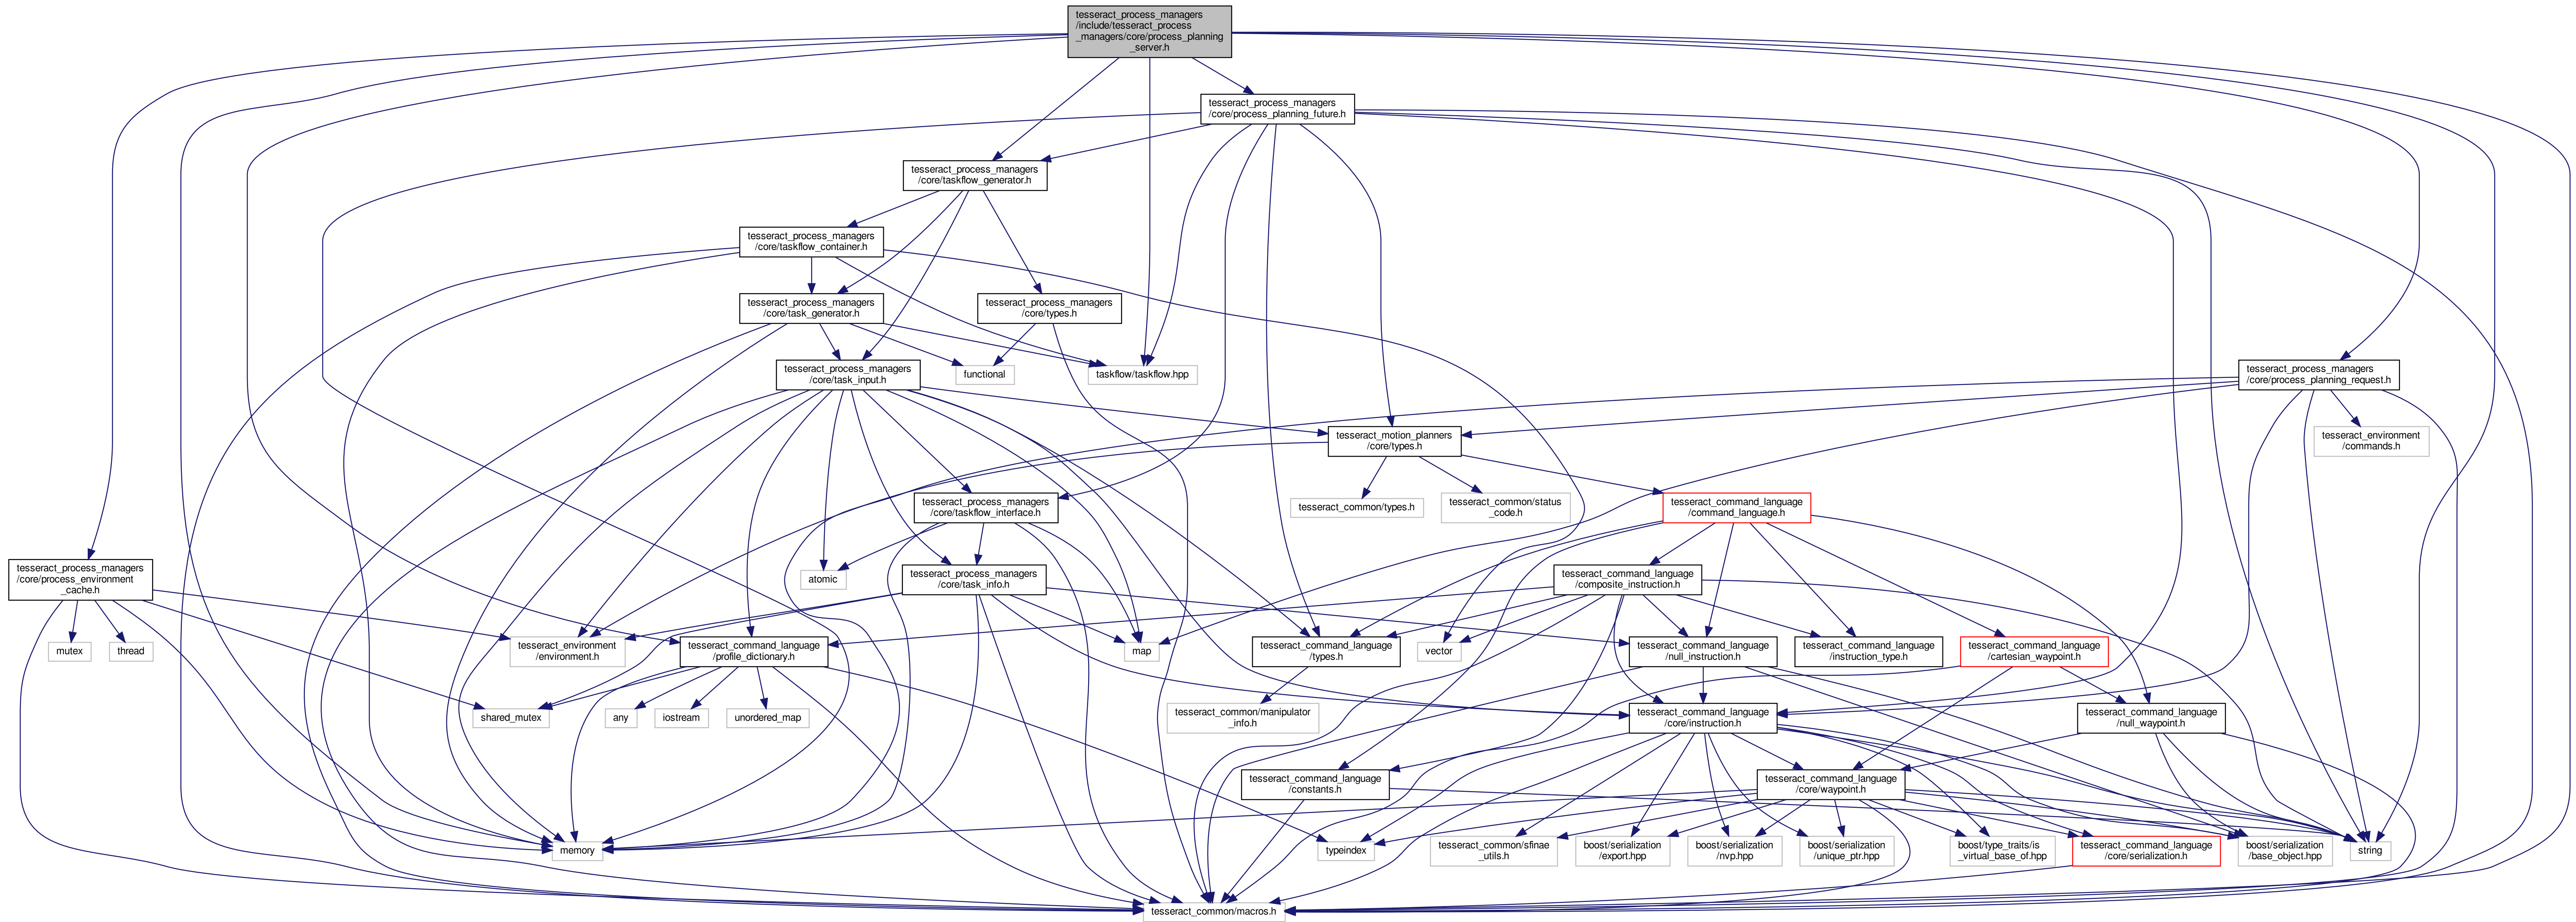 tesseract_process_managers
/include/tesseract_process
_managers/core/process_planning
_server.h
tesseract_process_managers
/core/process_planning_future.h
tesseract_process_managers
/core/taskflow_generator.h
tesseract_process_managers
/core/taskflow_container.h
tesseract_process_managers
/core/task_generator.h
tesseract_process_managers
/core/types.h
tesseract_process_managers
/core/task_input.h
functional
taskflow/taskflow.hpp
tesseract_process_managers
/core/process_planning_request.h
tesseract_motion_planners
/core/types.h
tesseract_environment
/commands.h
tesseract_process_managers
/core/taskflow_interface.h
tesseract_common/types.h
tesseract_common/status
_code.h
tesseract_command_language
/command_language.h
tesseract_process_managers
/core/process_environment
_cache.h
atomic
tesseract_process_managers
/core/task_info.h
tesseract_command_language
/composite_instruction.h
mutex
thread
tesseract_environment
/environment.h
tesseract_command_language
/profile_dictionary.h
map
tesseract_command_language
/types.h
vector
tesseract_command_language
/null_instruction.h
tesseract_command_language
/instruction_type.h
tesseract_command_language
/cartesian_waypoint.h
shared_mutex
any
iostream
unordered_map
tesseract_common/manipulator
_info.h
tesseract_command_language
/core/instruction.h
tesseract_command_language
/null_waypoint.h
tesseract_command_language
/constants.h
tesseract_command_language
/core/waypoint.h
memory
typeindex
tesseract_common/sfinae
_utils.h
boost/serialization
/export.hpp
boost/serialization
/nvp.hpp
boost/serialization
/unique_ptr.hpp
boost/type_traits/is
_virtual_base_of.hpp
tesseract_command_language
/core/serialization.h
boost/serialization
/base_object.hpp
string
tesseract_common/macros.h